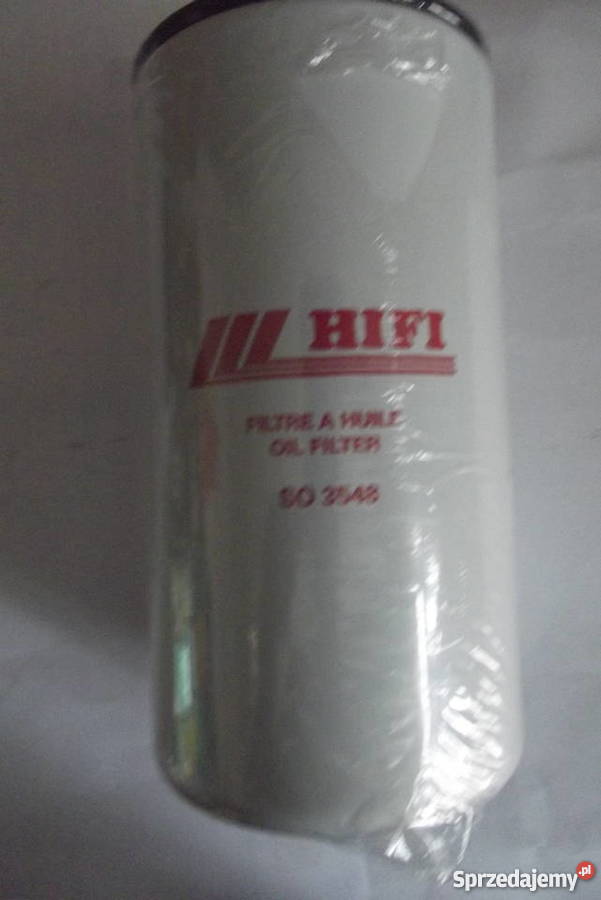 HIFI
FILTRE A HUILE
OIL FILTER
SO 3548
Sprzedajemy.pl